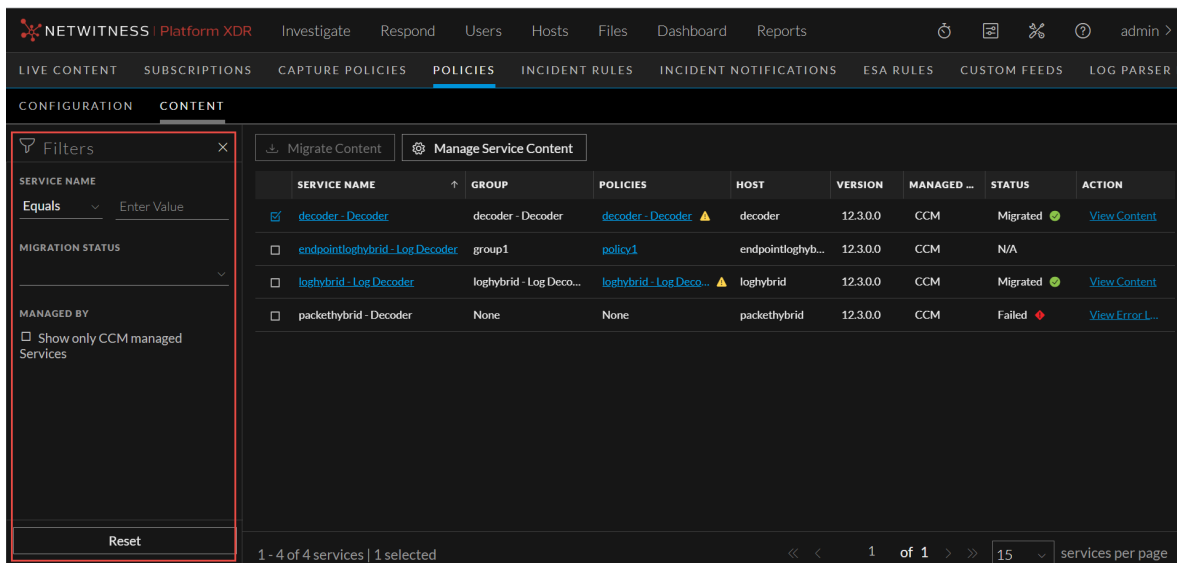 NETWITNESS | Platform XDR Investigate Respond Users Hosts Files Dashboard Reports admin >
LIVE CONTENT SUBSCRIPTIONS CAPTURE POLICIES POLICIES INCIDENT RULES INCIDENT NOTIFICATIONS ESA RULES CUSTOM FEEDS LOG PARSER
CONFIGURATION CONTENT
Filters ×
Migrate Content Manage Service Content
SERVICE NAME
Equals Enter Value
MIGRATION STATUS
MANAGED BY
Show only CCM managed
Services
Reset
SERVICE NAME ↑ GROUP POLICIES HOST VERSION MANAGED ... STATUS ACTION
decoder - Decoder decoder - Decoder decoder - Decoder decoder 12.3.0.0 CCM Migrated View Content
endpointloghybrid - Log Decoder group1 policy1 endpointloghyb... 12.3.0.0 CCM N/A
loghybrid - Log Decoder loghybrid - Log Deco... loghybrid - Log Deco... loghybrid 12.3.0.0 CCM Migrated View Content
packethybrid - Decoder None None packethybrid 12.3.0.0 CCM Failed View Error L...
1 - 4 of 4 services | 1 selected << < 1 of 1 > >> 15 services per page